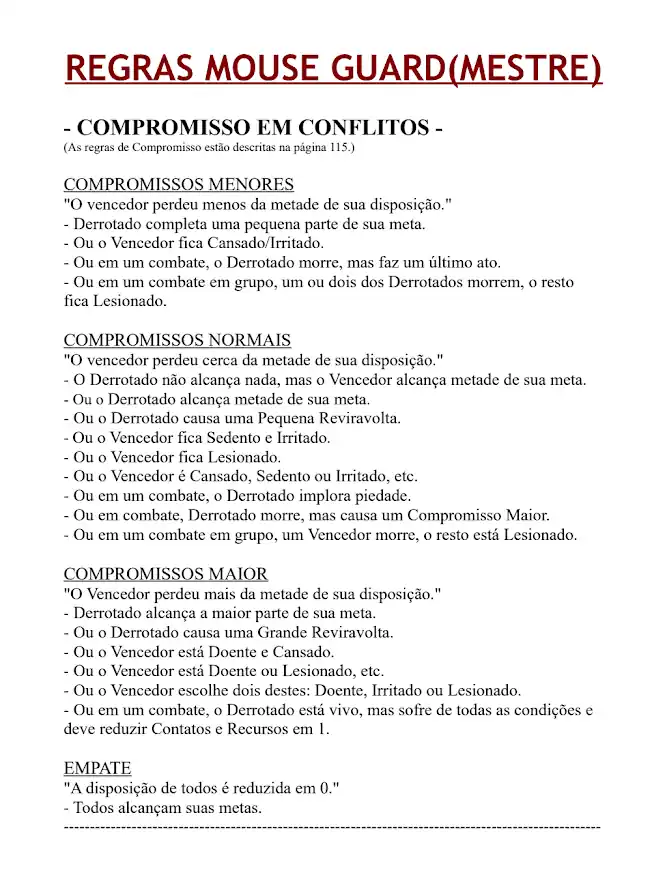 REGRAS MOUSE GUARD(MESTRE)
- COMPROMISSO EM CONFLITOS -
(As regras de Compromisso estão descritas na página 115.)
COMPROMISSOS MENORES
"O vencedor perdeu menos da metade de sua disposição."
- Derrotado completa uma pequena parte de sua meta.
- Ou o Vencedor fica Cansado/Irritado.
- Ou em um combate, o Derrotado morre, mas faz um último ato.
- Ou em um combate em grupo, um ou dois dos Derrotados morrem, o resto
fica Lesionado.
COMPROMISSOS NORMAIS
"O vencedor perdeu cerca da metade de sua disposição."
- O Derrotado não alcança nada, mas o Vencedor alcança metade de sua meta.
- Ou o Derrotado alcança metade de sua meta.
- Ou o Derrotado causa uma Pequena Reviravolta.
- Ou o Vencedor fica Sedento e Irritado.
- Ou o Vencedor fica Lesionado.
- Ou o Vencedor é Cansado, Sedento ou Irritado, etc.
- Ou em um combate, o Derrotado implora piedade.
- Ou em combate, Derrotado morre, mas causa um Compromisso Maior.
- Ou em um combate em grupo, um Vencedor morre, o resto está Lesionado.
COMPROMISSOS MAIOR
"O Vencedor perdeu mais da metade de sua disposição."
- Derrotado alcança a maior parte de sua meta.
- Ou o Derrotado causa uma Grande Reviravolta.
- Ou o Vencedor está Doente e Cansado.
- Ou o Vencedor está Doente ou Lesionado, etc.
- Ou o Vencedor escolhe dois destes: Doente, Irritado ou Lesionado.
- Ou em um combate, o Derrotado está vivo, mas sofre de todas as condições e
deve reduzir Contatos e Recursos em 1.
EMPATE
"A disposição de todos é reduzida em 0."
- Todos alcançam suas metas.